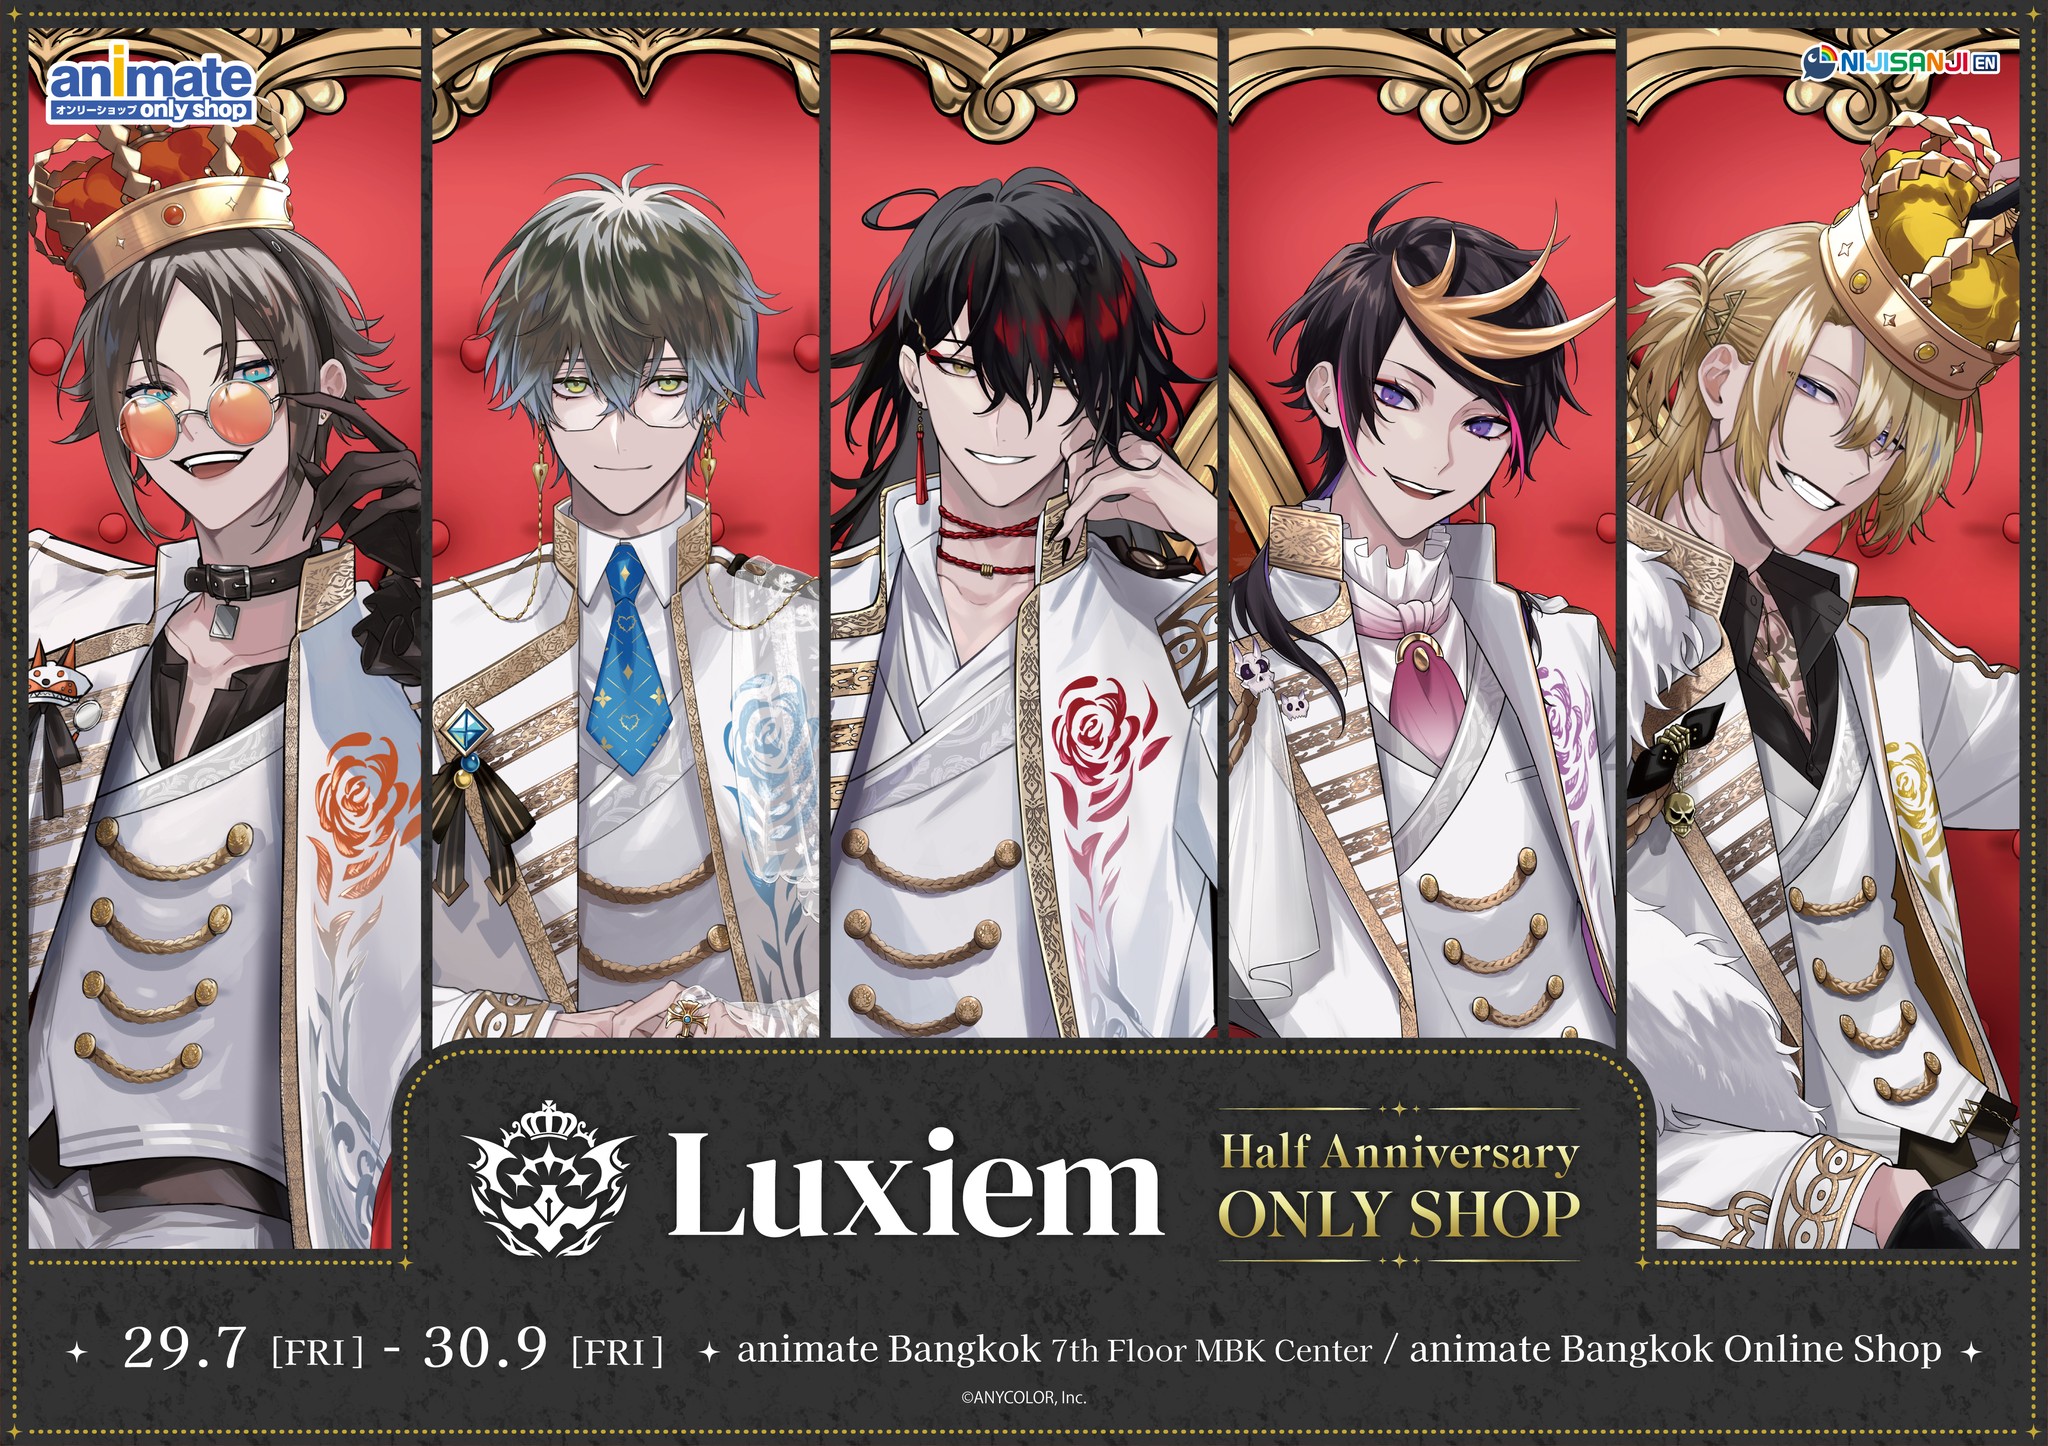 animate
オンリーショップ only shop
NIJISANJI EN
Luxiem
Half Anniversary
ONLY SHOP
29.7 [FRI] - 30.9 [FRI] animate Bangkok 7th Floor MBK Center / animate Bangkok Online Shop
©ANYCOLOR, Inc.